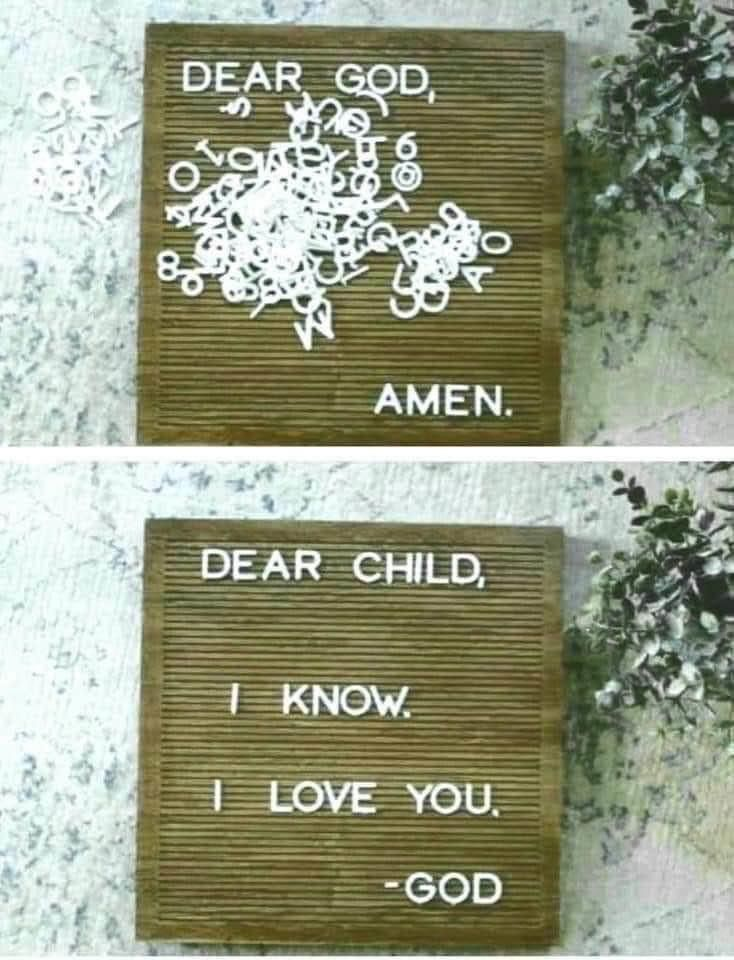 DEAR GOD,
AMEN.
DEAR CHILD,
I KNOW.
I LOVE YOU.
-GOD